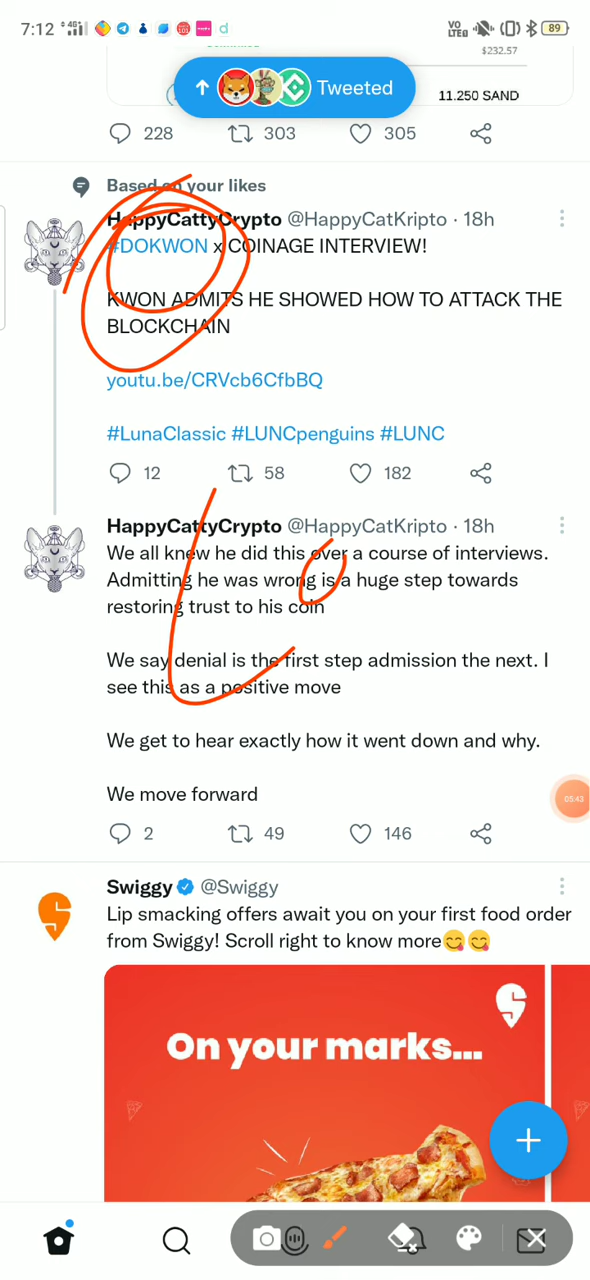 7:12 4G VO LTE 89
$232.57
↑ Tweeted
11.250 SAND
228 303 305
Based on your likes
HappyCattyCrypto @HappyCatKripto · 18h
#DOKWON x COINAGE INTERVIEW!
KWON ADMITS HE SHOWED HOW TO ATTACK THE
BLOCKCHAIN
youtu.be/CRVcb6CfbBQ
#LunaClassic #LUNCpenguins #LUNC
12 58 182
HappyCattyCrypto @HappyCatKripto · 18h
We all knew he did this over a course of interviews.
Admitting he was wrong is a huge step towards
restoring trust to his coin
We say denial is the first step admission the next. I
see this as a positive move
We get to hear exactly how it went down and why.
We move forward
05:43
2 49 146
Swiggy @Swiggy
Lip smacking offers await you on your first food order
from Swiggy! Scroll right to know more😋😋
On your marks...